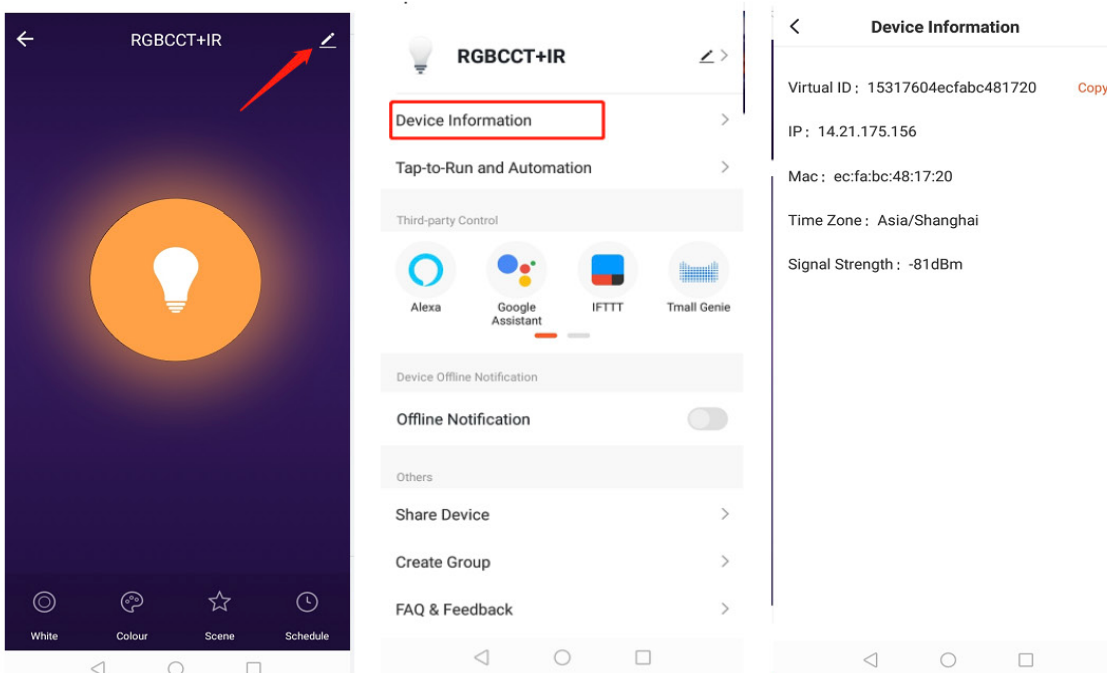 RGBCCT+IR
White
Colour
Scene
Schedule
RGBCCT+IR
Device Information
Tap-to-Run and Automation
Third-party Control
Alexa
Google
Assistant
IFTTT
Tmall Genie
Device Offline Notification
Offline Notification
Others
Share Device
Create Group
FAQ & Feedback
Device Information
Virtual ID : 15317604ecfabc481720 Copy
IP : 14.21.175.156
Mac : ec:fa:bc:48:17:20
Time Zone : Asia/Shanghai
Signal Strength : -81dBm